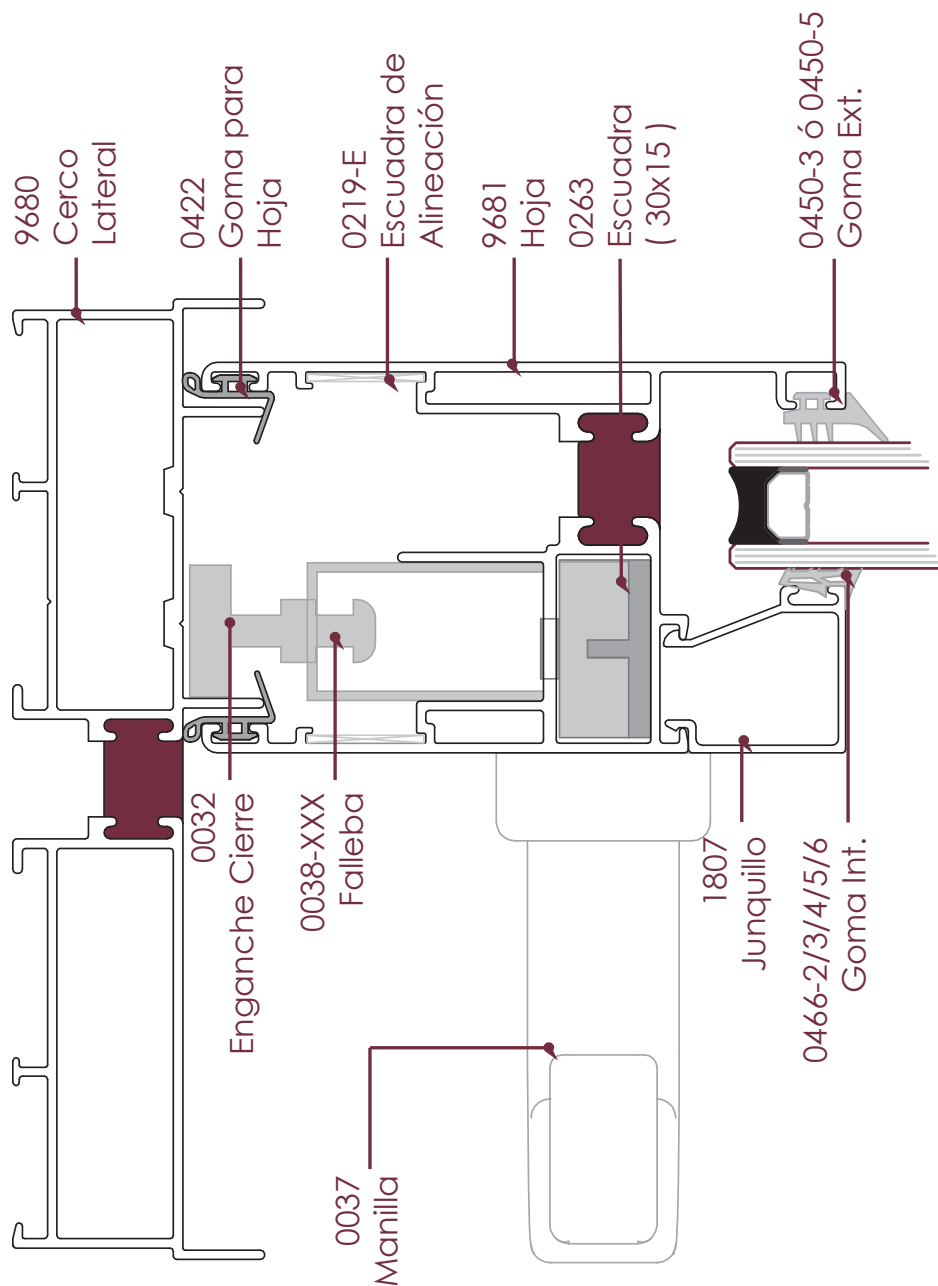 9680
Cerco
Lateral
0422
Goma para
Hoja
0219-E
Escuadra de
Alineación
9681
Hoja
0263
Escuadra
( 30x15 )
0450-3 ó 0450-5
Goma Ext.
0032
Enganche Cierre
0038-XXX
Falleba
1807
Junquillo
0466-2/3/4/5/6
Goma Int.
0037
Manilla